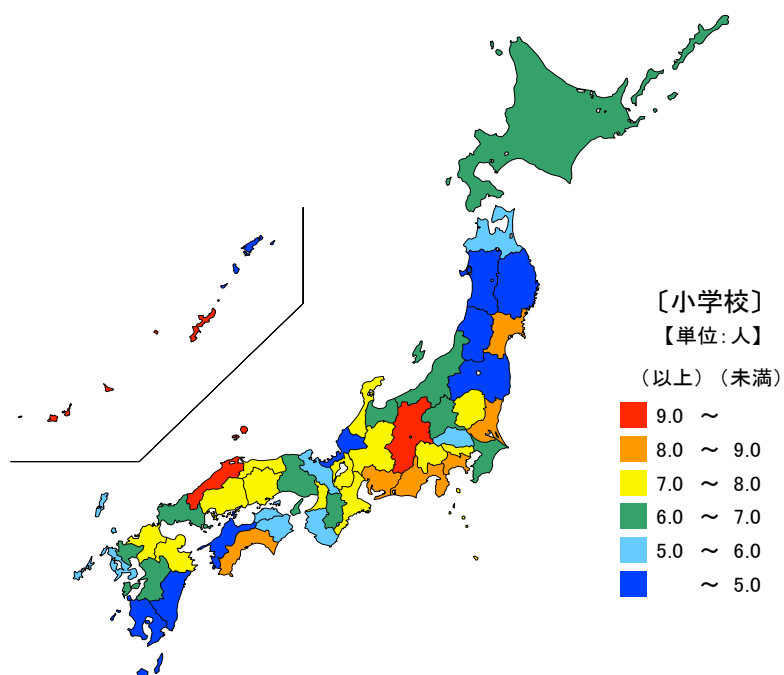 〔小学校〕
【単位：人】
（以上）（未満）
9.0 ～
8.0 ～ 9.0
7.0 ～ 8.0
6.0 ～ 7.0
5.0 ～ 6.0
～ 5.0